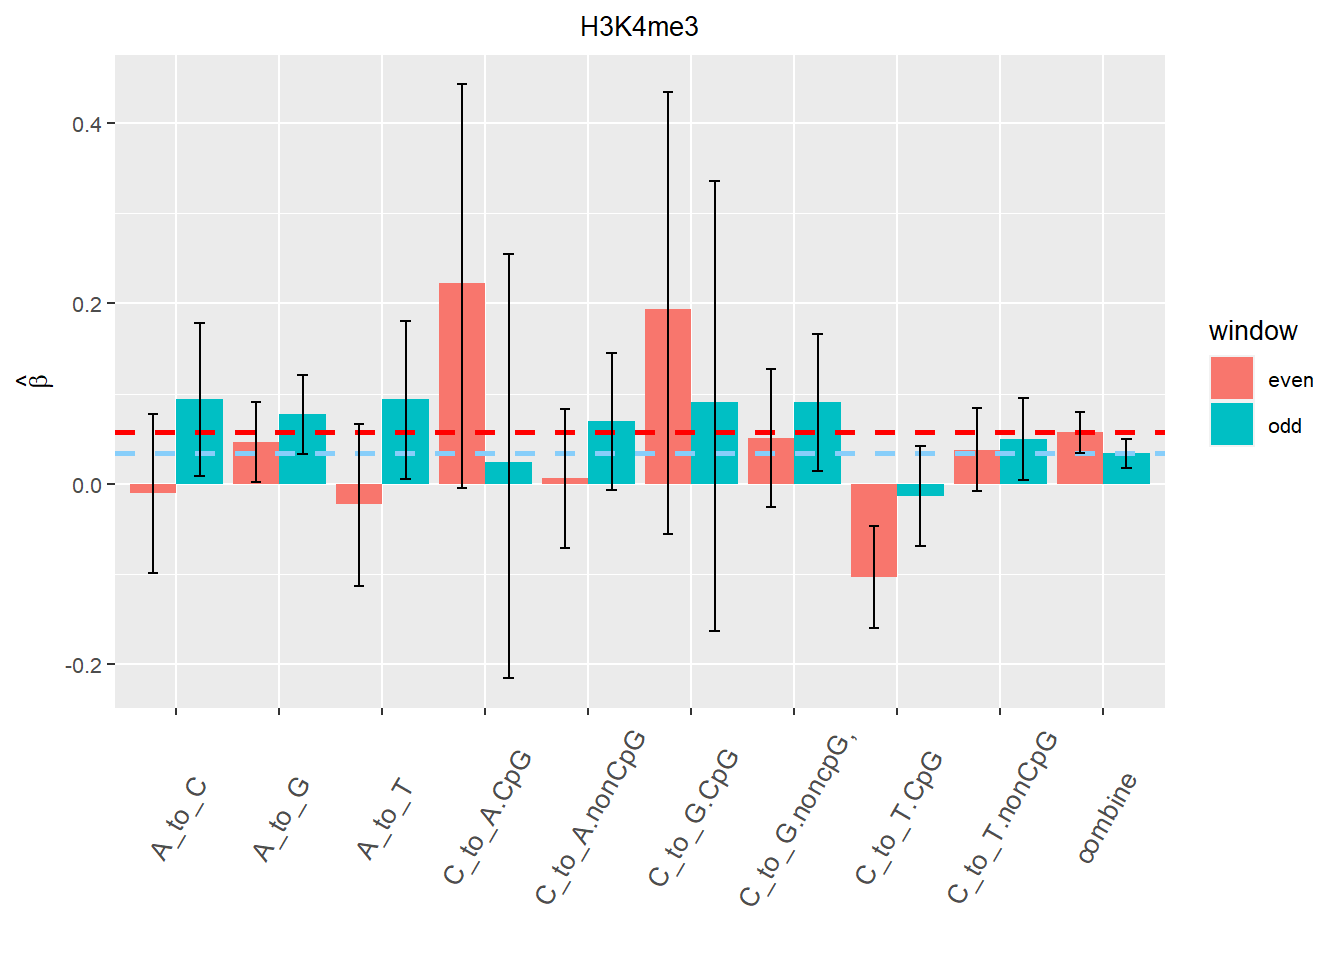 H3K4me3
0.4
0.2
0.0
-0.2
β̂
A_to_C
A_to_G
A_to_T
C_to_A.CpG
C_to_A.nonCpG
C_to_G.CpG
C_to_G.noncpG,
C_to_T.CpG
C_to_T.nonCpG
combine
window
even
odd